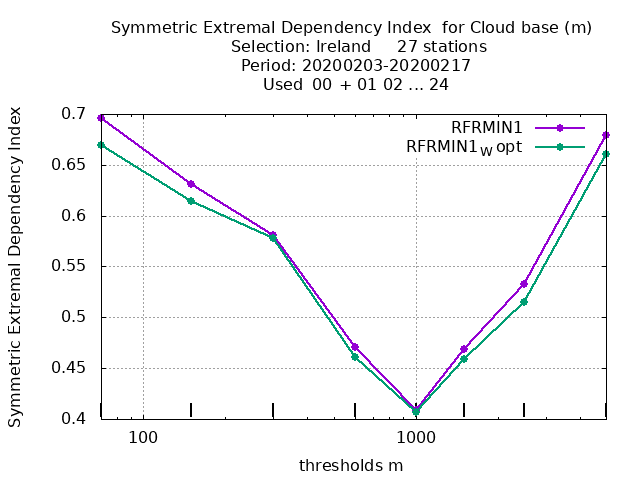 Symmetric Extremal Dependency Index  for Cloud base (m)
Selection: Ireland     27 stations
Period: 20200203-20200217
Used  00 + 01 02 ... 24
Symmetric Extremal Dependency Index
0.7
0.65
0.6
0.55
0.5
0.45
0.4
RFRMIN1
RFRMIN1W opt
100
1000
thresholds m